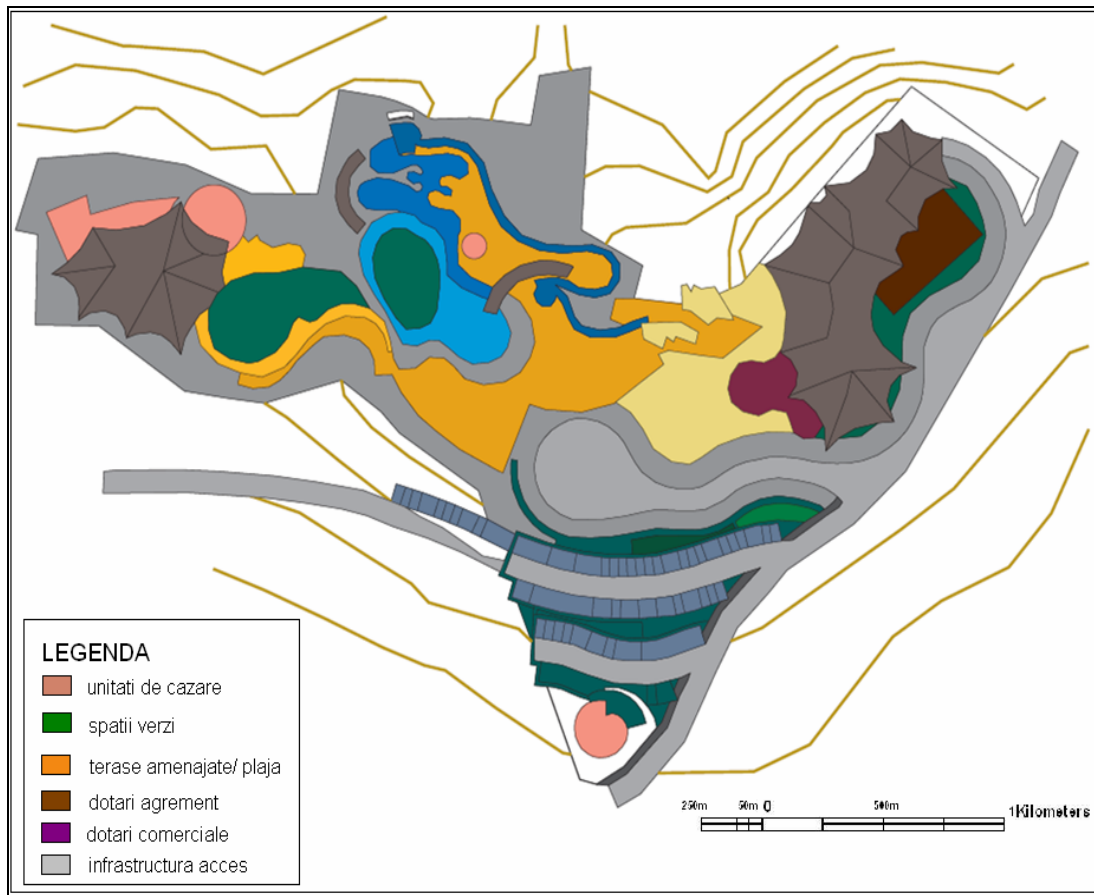 LEGENDA
unitati de cazare
spatii verzi
terase amenajate/ plaja
dotari agrement
dotari comerciale
infrastructura acces
250m 50m 0 500m 1Kilometers